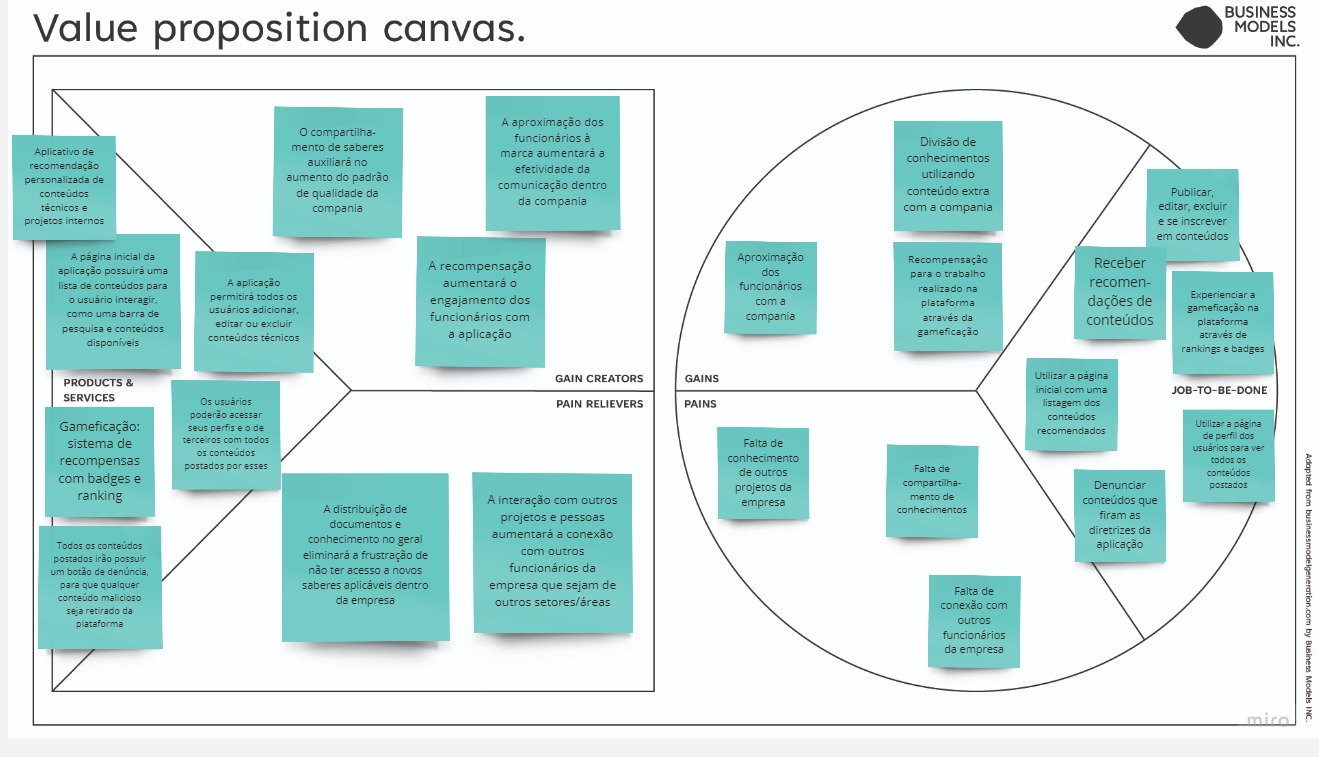 Value proposition canvas.
BUSINESS
MODELS
INC.
Aplicativo de
recomendação
personalizada de
conteúdos
técnicos e
projetos internos
A página inicial da
aplicação possuirá uma
lista de conteúdos para
o usuário interagir,
como uma barra de
pesquisa e conteúdos
disponíveis
A aplicação
permitirá todos os
usuários adicionar,
editar ou excluir
conteúdos técnicos
PRODUCTS &
SERVICES
Os usuários
poderão acessar
seus perfis e o de
terceiros com todos
os conteúdos
postados por esses
Gameficação:
sistema de
recompensas
com badges e
ranking
Todos os conteúdos
postados irão possuir
um botão de denúncia,
para que qualquer
conteúdo malicioso
seja retirado da
plataforma
O compartilha-
mento de saberes
auxiliará no
aumento do padrão
de qualidade da
compania
A aproximação dos
funcionários à
marca aumentará a
efetividade da
comunicação dentro
da compania
A recompensação
aumentará o
engajamento dos
funcionários com
a aplicação
GAIN CREATORS
PAIN RELIEVERS
A distribuição de
documentos e
conhecimento no geral
eliminará a frustração de
não ter acesso a novos
saberes aplicáveis dentro
da empresa
A interação com outros
projetos e pessoas
aumentará a conexão
com outros
funcionários da
empresa que sejam de
outros setores/áreas
Divisão de
conhecimentos
utilizando
conteúdo extra
com a compania
Aproximação
dos
funcionários
com a
compania
Recompensação
para o trabalho
realizado na
plataforma
através da
gameficação
GAINS
PAINS
Falta de
conhecimento
de outros
projetos da
empresa
Falta de
compartilha-
mento de
conhecimentos
Falta de
conexão com
outros
funcionários
da empresa
Publicar,
editar, excluir
e se inscrever
em conteúdos
Receber
recomen-
dações de
conteúdos
Experienciar a
gameficação na
plataforma
através de
rankings e badges
Utilizar a página
inicial com uma
listagem dos
conteúdos
recomendados
JOB-TO-BE-DONE
Utilizar a página
de perfil dos
usuários para ver
todos os
conteúdos
postados
Denunciar
conteúdos que
firam as
diretrizes da
aplicação
Adapted from businessmodelgeneration.com by Business Models INC.
miro